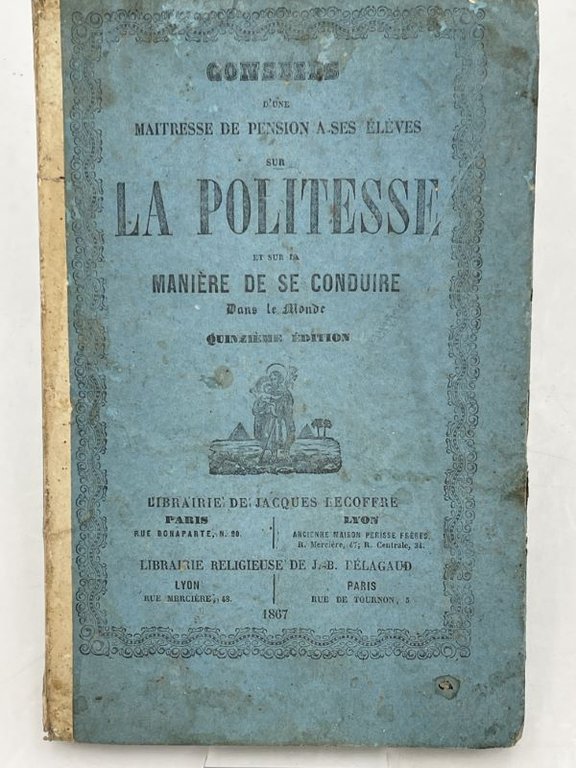 CONSEILS
D'UNE
MAITRESSE DE PENSION A SES ÉLÈVES
SUR
LA POLITESSE
ET SUR LA
MANIÈRE DE SE CONDUIRE
Dans le Monde
QUINZIÈME ÉDITION
LIBRAIRIE DE JACQUES LECOFFRE
PARIS
RUE BONAPARTE, N. 90.
LYON
ANCIENNE MAISON PERISSE FRÈRES,
R. Mercière, 47; R. Centrale, 34.
LIBRAIRIE RELIGIEUSE DE J.-B. PÉLAGAUD
LYON
RUE MERCIÈRE, 48.
PARIS
RUE DE TOURNON, 5
1867